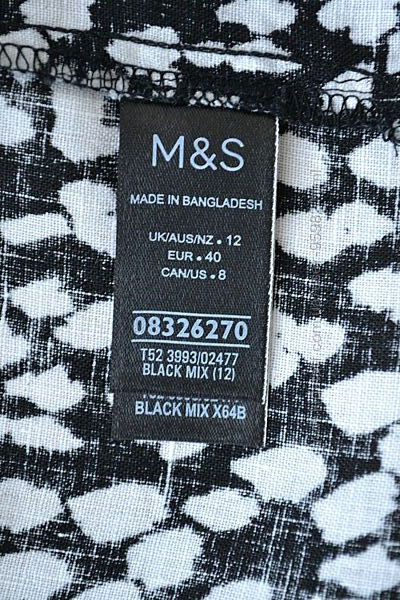 M&S
MADE IN BANGLADESH
UK/AUS/NZ • 12
EUR • 40
CAN/US • 8
08326270
T52 3993/02477
BLACK MIX (12)
BLACK MIX X64B